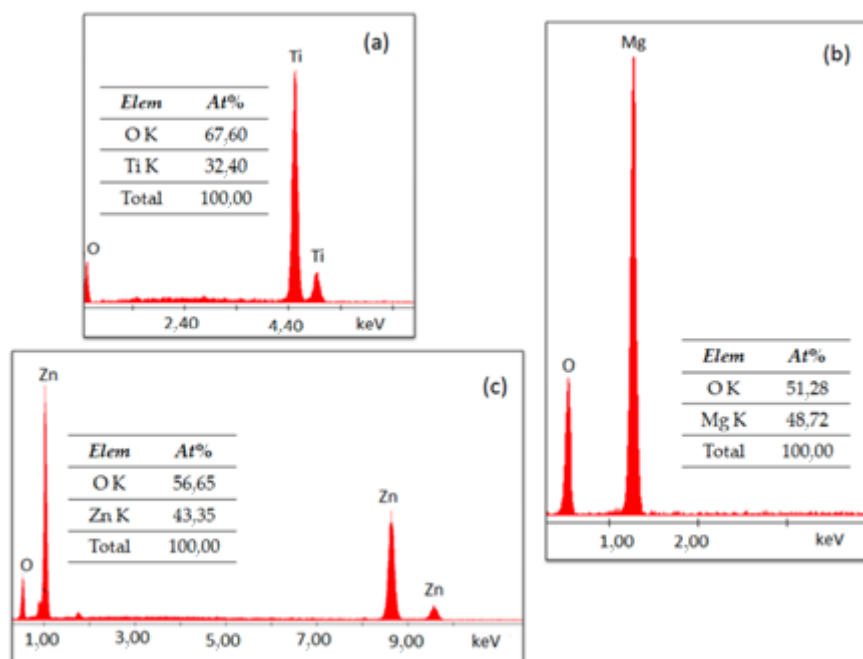 (a)
Ti
Elem At%
O K 67,60
Ti K 32,40
Total 100,00
O
Ti
2,40 4,40 keV
(b)
Mg
O
Elem At%
O K 51,28
Mg K 48,72
Total 100,00
1,00 2,00 keV
(c)
Zn
Elem At%
O K 56,65
Zn K 43,35
Total 100,00
O
Zn
Zn
1,00 3,00 5,00 7,00 9,00 keV